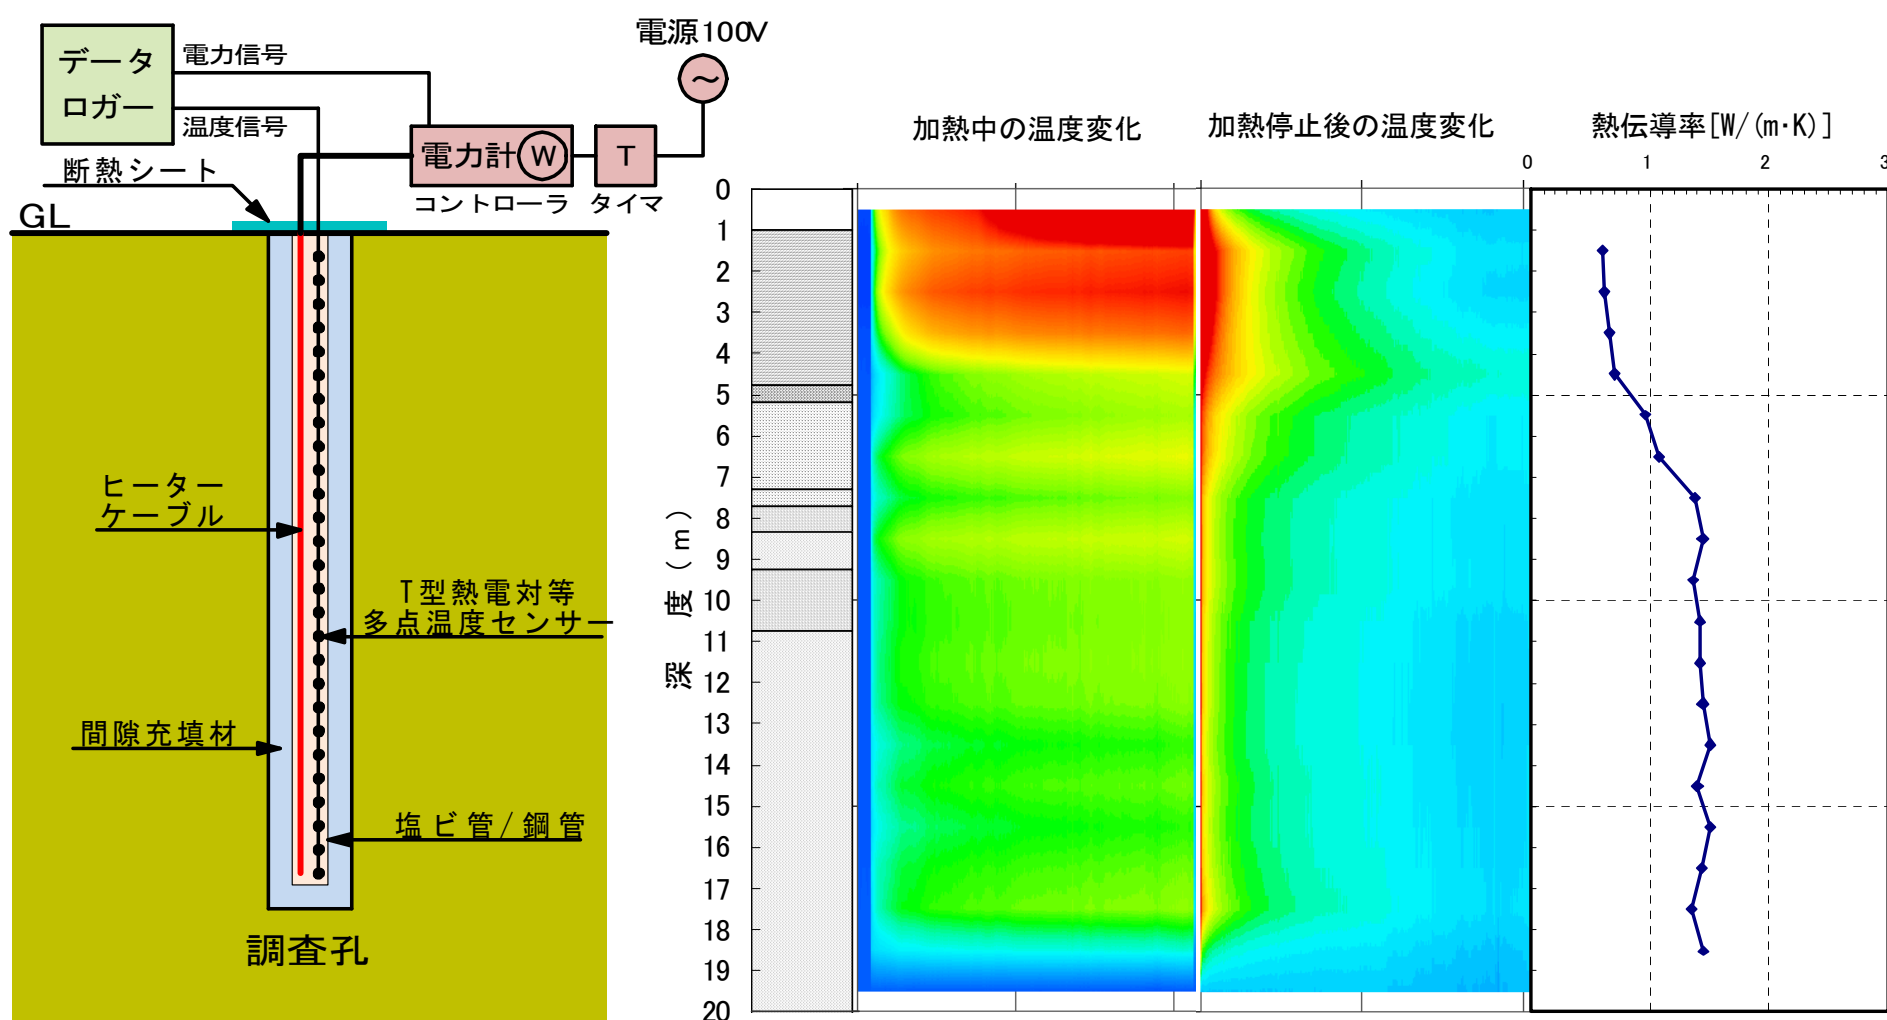 データ
ロガー
電力信号
温度信号
電源100V
～
電力計 W
T
コントローラ
タイマ
断熱シート
GL
ヒーター
ケーブル
T型熱電対等
多点温度センサー
間隙充填材
塩ビ管/鋼管
調査孔
加熱中の温度変化
加熱停止後の温度変化
熱伝導率[W/(m·K)]
0 1 2 3
深度(m)
0
1
2
3
4
5
6
7
8
9
10
11
12
13
14
15
16
17
18
19
20